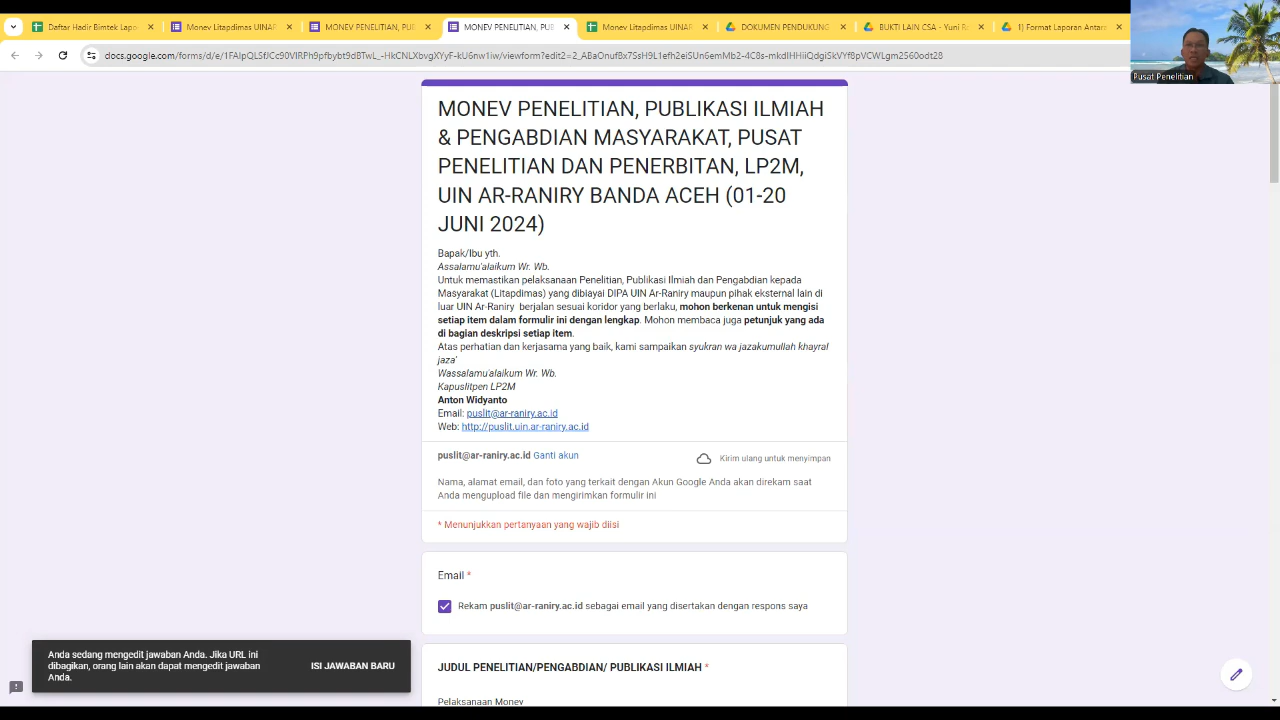 Daftar Hadir Bimtek Lapo
Monev Litapdimas UINAR
MONEV PENELITIAN, PUB
MONEV PENELITIAN, PUB
Monev Litapdimas UINAR
DOKUMEN PENDUKUNG
BUKTI LAIN CSA - Yuni Ro
1) Format Laporan Antara
Pusat Penelitian
MONEV PENELITIAN, PUBLIKASI ILMIAH
& PENGABDIAN MASYARAKAT, PUSAT
PENELITIAN DAN PENERBITAN, LP2M,
UIN AR-RANIRY BANDA ACEH (01-20
JUNI 2024)
Bapak/Ibu yth.
Assalamu'alaikum Wr. Wb.
Untuk memastikan pelaksanaan Penelitian, Publikasi Ilmiah dan Pengabdian kepada
Masyarakat (Litapdimas) yang dibiayai DIPA UIN Ar-Raniry maupun pihak eksternal lain di
luar UIN Ar-Raniry berjalan sesuai koridor yang berlaku, mohon berkenan untuk mengisi
setiap item dalam formulir ini dengan lengkap. Mohon membaca juga petunjuk yang ada
di bagian deskripsi setiap item.
Atas perhatian dan kerjasama yang baik, kami sampaikan syukran wa jazakumullah khayral
jaza'
Wassalamu'alaikum Wr. Wb.
Kapuslitpen LP2M
Anton Widyanto
Email: puslit@ar-raniry.ac.id
Web: http://puslit.uin.ar-raniry.ac.id
puslit@ar-raniry.ac.id Ganti akun
Kirim ulang untuk menyimpan
Nama, alamat email, dan foto yang terkait dengan Akun Google Anda akan direkam saat
Anda mengupload file dan mengirimkan formulir ini
* Menunjukkan pertanyaan yang wajib diisi
Email *
Rekam puslit@ar-raniry.ac.id sebagai email yang disertakan dengan respons saya
Anda sedang mengedit jawaban Anda. Jika URL ini
dibagikan, orang lain akan dapat mengedit jawaban
Anda.
ISI JAWABAN BARU
JUDUL PENELITIAN/PENGABDIAN/ PUBLIKASI ILMIAH *
Pelaksanaan Monev